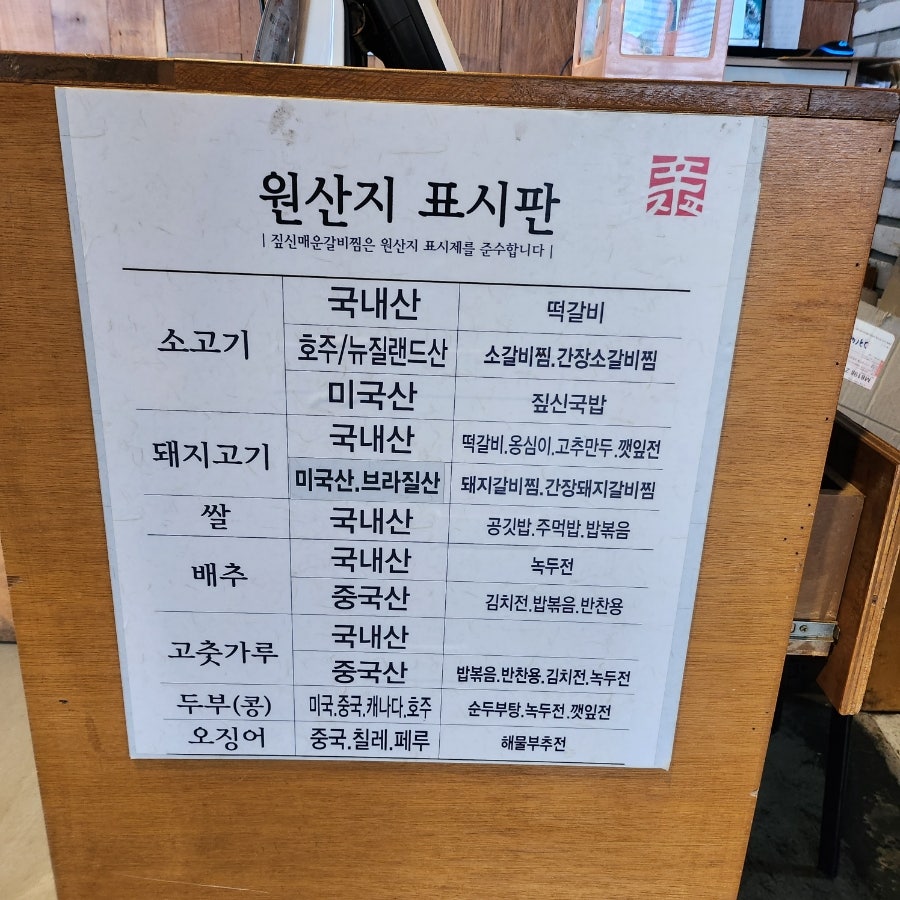 원산지 표시판
| 짚신매운갈비찜은 원산지 표시제를 준수합니다 |
소고기
국내산 떡갈비
호주/뉴질랜드산 소갈비찜.간장소갈비찜
미국산 짚신국밥
돼지고기
국내산 떡갈비.옹심이.고추만두.깻잎전
미국산.브라질산 돼지갈비찜.간장돼지갈비찜
쌀 국내산 공깃밥.주먹밥.밥볶음
배추
국내산 녹두전
중국산 김치전.밥볶음.반찬용
고춧가루
국내산
중국산 밥볶음.반찬용.김치전.녹두전
두부(콩) 미국.중국.캐나다.호주 순두부탕.녹두전.깻잎전
오징어 중국.칠레.페루 해물부추전